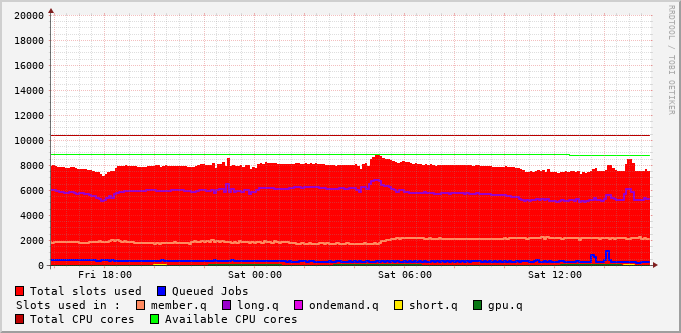 20000
18000
16000
14000
12000
10000
8000
6000
4000
2000
0
Fri 18:00 Sat 00:00 Sat 06:00 Sat 12:00
RRDTOOL / TOBI OETIKER
Total slots used Queued Jobs
Slots used in : member.q long.q ondemand.q short.q gpu.q
Total CPU cores Available CPU cores